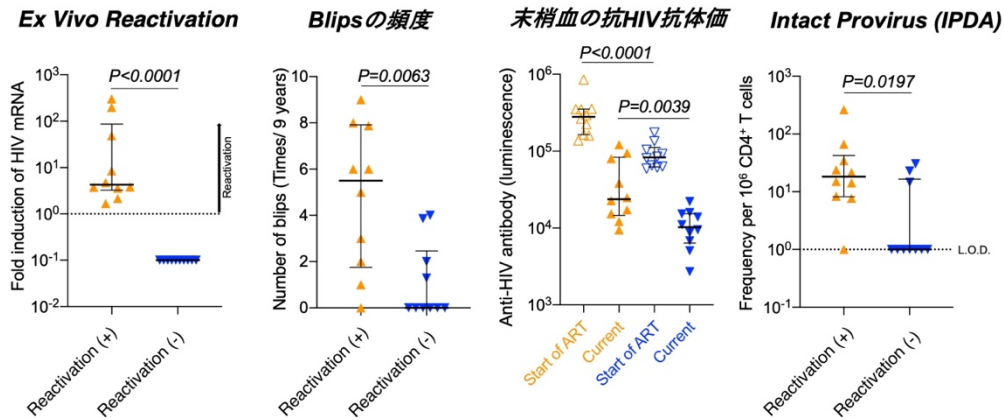 Ex Vivo Reactivation
Fold induction of HIV mRNA
10³
10²
10¹
10⁰
10⁻¹
10⁻²
P<0.0001
Reactivation
Reactivation (+)
Reactivation (-)
Blipsの頻度
Number of blips (Times/ 9 years)
10
8
6
4
2
0
P=0.0063
Reactivation (+)
Reactivation (-)
末梢血の抗HIV抗体価
Anti-HIV antibody (luminescence)
10⁶
10⁵
10⁴
10³
P<0.0001
P=0.0039
Start of ART
Current
Start of ART
Current
Intact Provirus (IPDA)
Frequency per 10⁶ CD4⁺ T cells
10³
10²
10¹
10⁰
10⁻¹
P=0.0197
L.O.D.
Reactivation (+)
Reactivation (-)